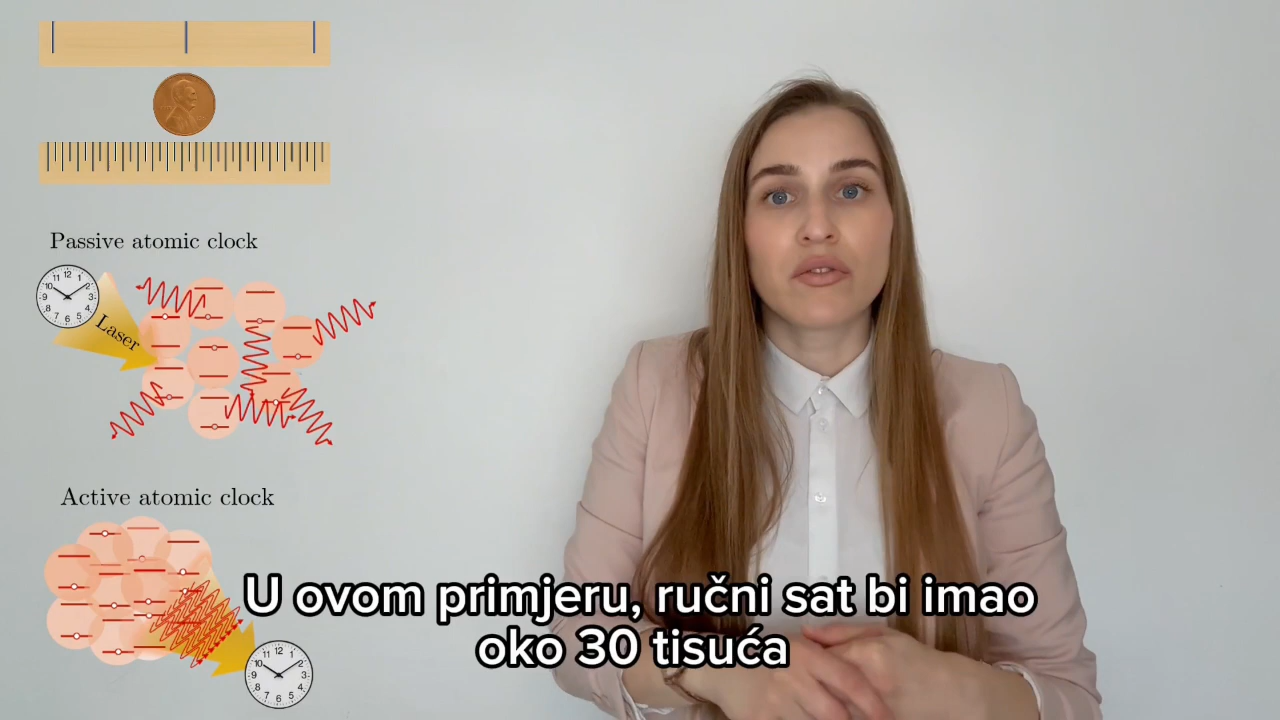 Passive atomic clock
Laser
Active atomic clock
U ovom primjeru, ručni sat bi imao
oko 30 tisuća